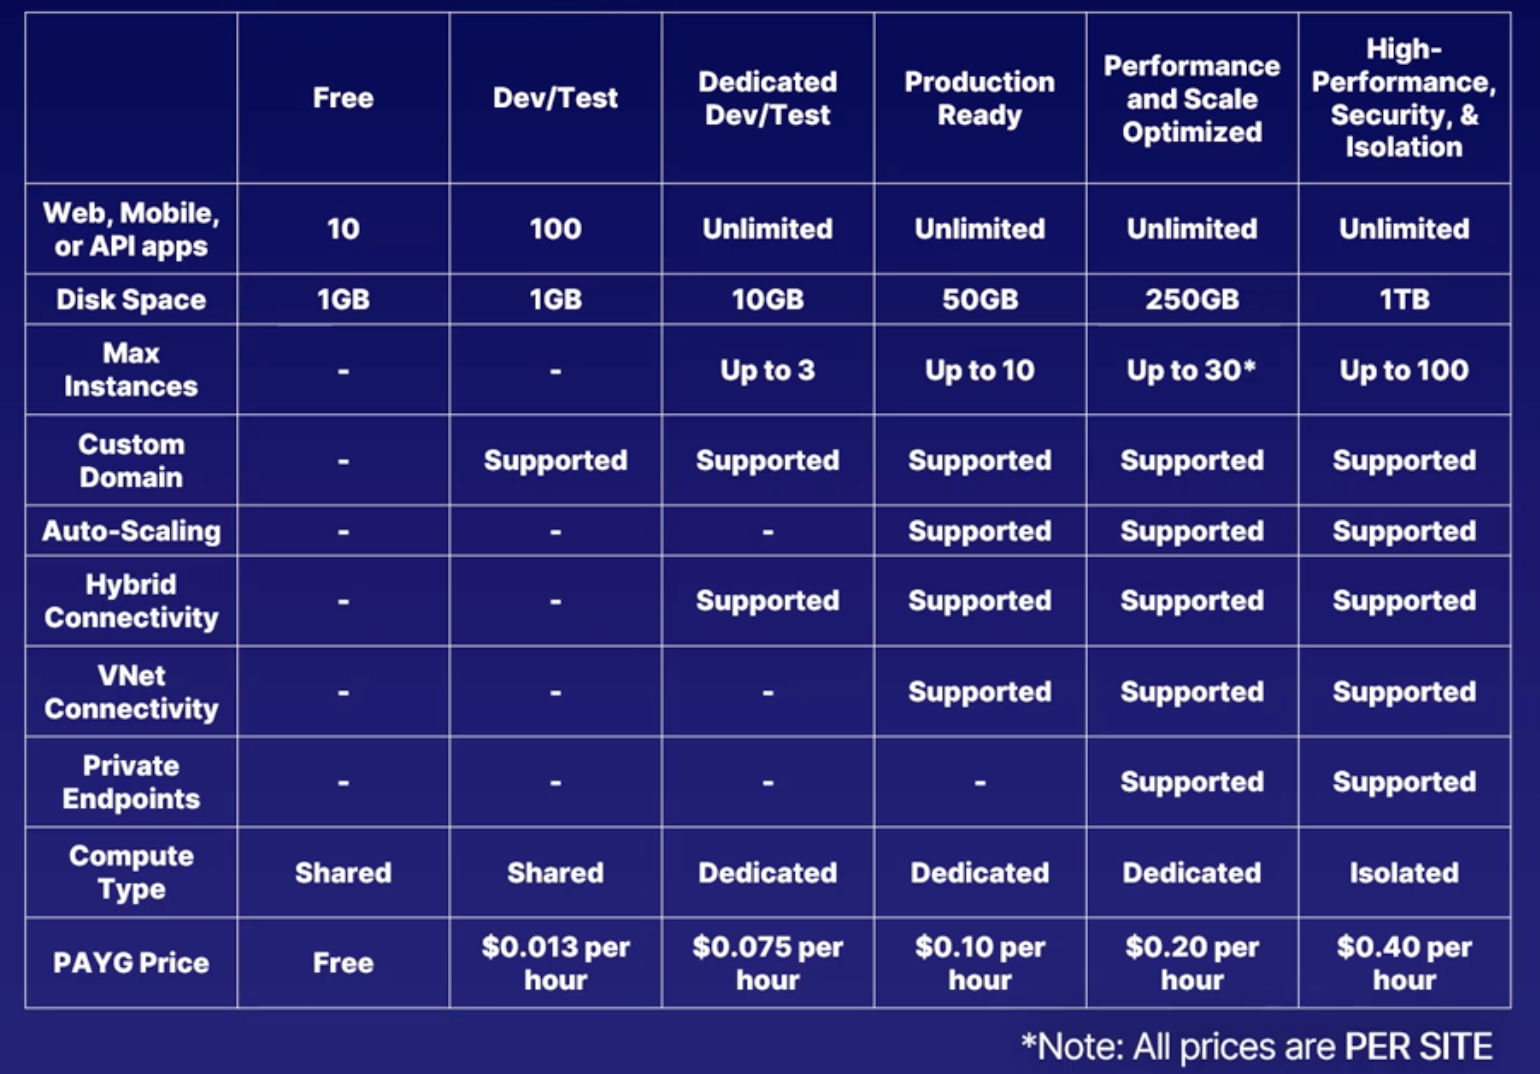 Free Dev/Test Dedicated Dev/Test Production Ready Performance and Scale Optimized High-Performance, Security, & Isolation
Web, Mobile, or API apps 10 100 Unlimited Unlimited Unlimited Unlimited
Disk Space 1GB 1GB 10GB 50GB 250GB 1TB
Max Instances - - Up to 3 Up to 10 Up to 30* Up to 100
Custom Domain - Supported Supported Supported Supported Supported
Auto-Scaling - - - Supported Supported Supported
Hybrid Connectivity - - Supported Supported Supported Supported
VNet Connectivity - - - Supported Supported Supported
Private Endpoints - - - - Supported Supported
Compute Type Shared Shared Dedicated Dedicated Dedicated Isolated
PAYG Price Free $0.013 per hour $0.075 per hour $0.10 per hour $0.20 per hour $0.40 per hour
*Note: All prices are PER SITE